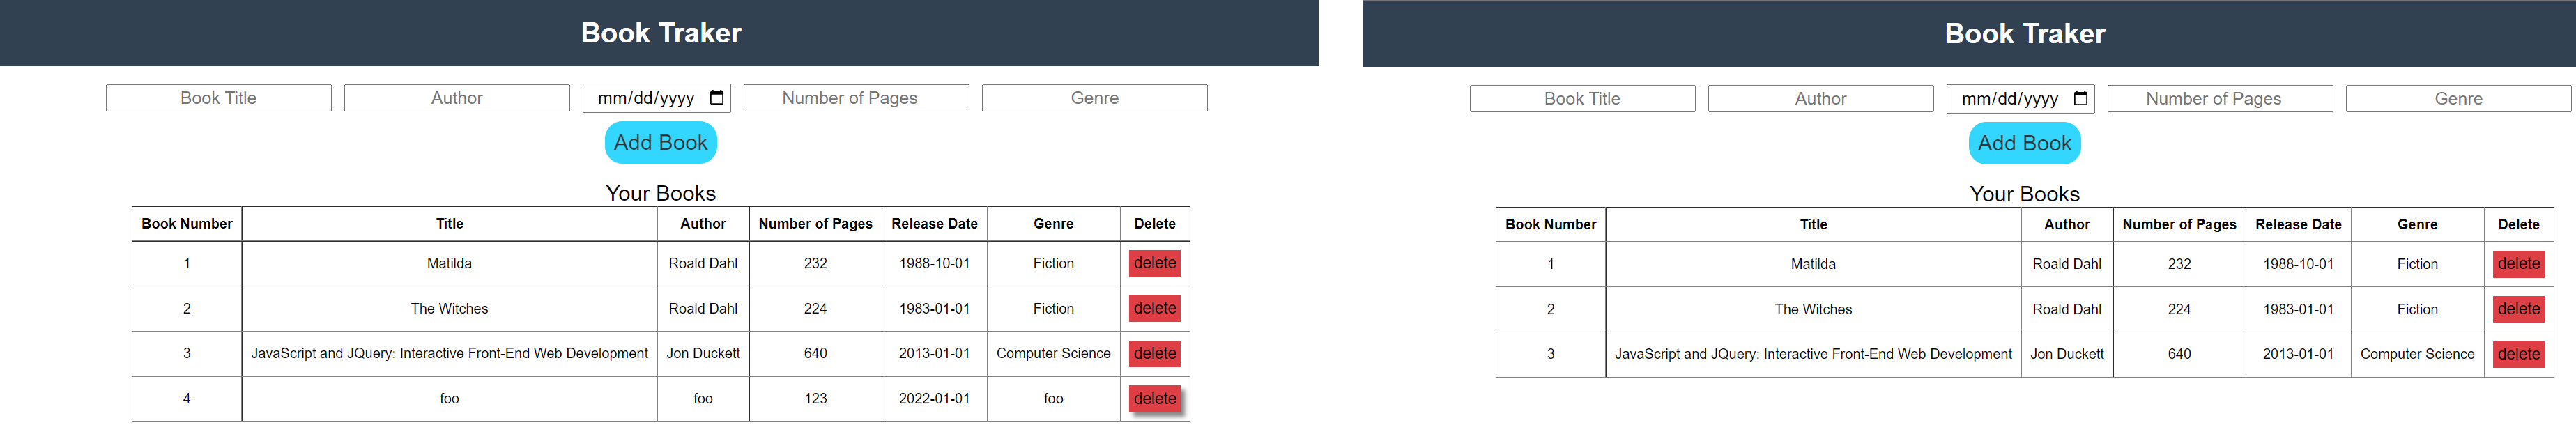 Book Traker
Book Title Author mm/dd/yyyy Number of Pages Genre
Add Book
Your Books
Book Number Title Author Number of Pages Release Date Genre Delete
1 Matilda Roald Dahl 232 1988-10-01 Fiction delete
2 The Witches Roald Dahl 224 1983-01-01 Fiction delete
3 JavaScript and JQuery: Interactive Front-End Web Development Jon Duckett 640 2013-01-01 Computer Science delete
4 foo foo 123 2022-01-01 foo delete
Book Traker
Book Title Author mm/dd/yyyy Number of Pages Genre
Add Book
Your Books
Book Number Title Author Number of Pages Release Date Genre Delete
1 Matilda Roald Dahl 232 1988-10-01 Fiction delete
2 The Witches Roald Dahl 224 1983-01-01 Fiction delete
3 JavaScript and JQuery: Interactive Front-End Web Development Jon Duckett 640 2013-01-01 Computer Science delete